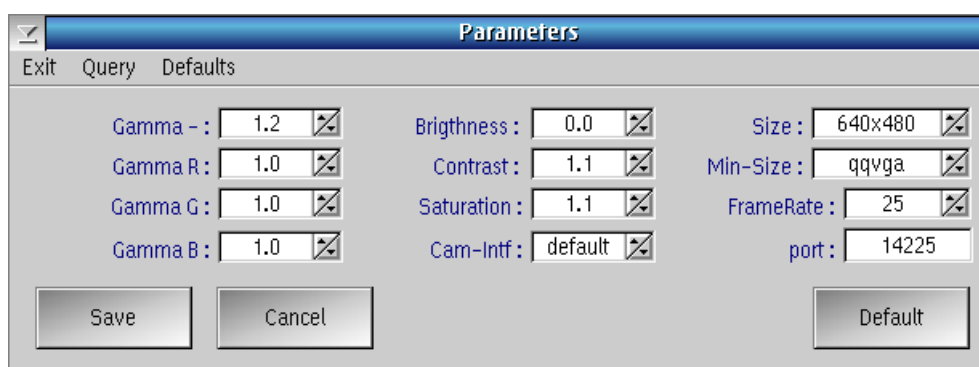 Parameters
Exit Query Defaults
Gamma - : 1.2 Brigthness : 0.0 Size : 640x480
Gamma R : 1.0 Contrast : 1.1 Min-Size : qqvga
Gamma G : 1.0 Saturation : 1.1 FrameRate : 25
Gamma B : 1.0 Cam-Intf : default port : 14225
Save Cancel Default